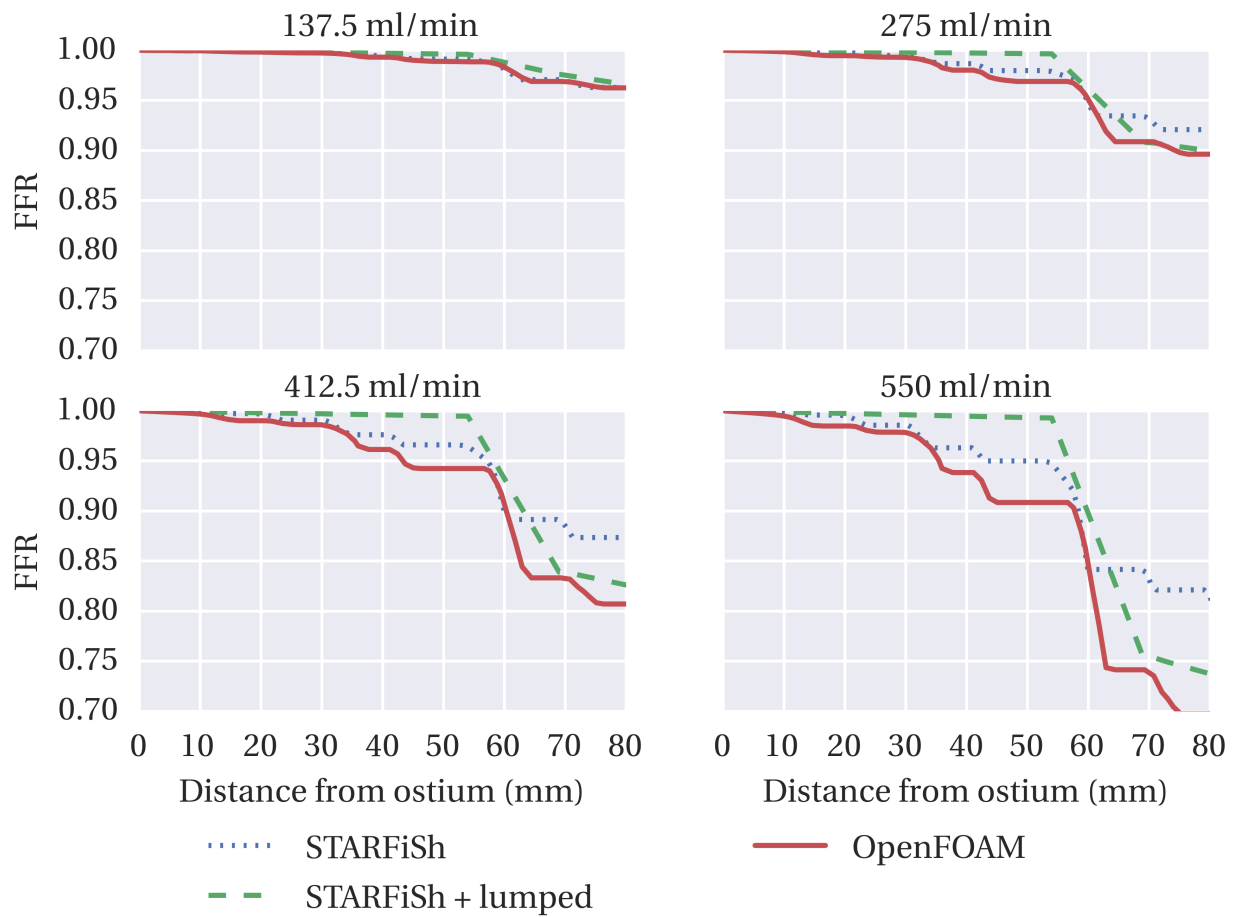 137.5 ml/min 275 ml/min
1.00
0.95
0.90
0.85
0.80
0.75
0.70
FFR
412.5 ml/min 550 ml/min
1.00
0.95
0.90
0.85
0.80
0.75
0.70
FFR
0 10 20 30 40 50 60 70 80 0 10 20 30 40 50 60 70 80
Distance from ostium (mm) Distance from ostium (mm)
STARFiSh OpenFOAM
STARFiSh + lumped